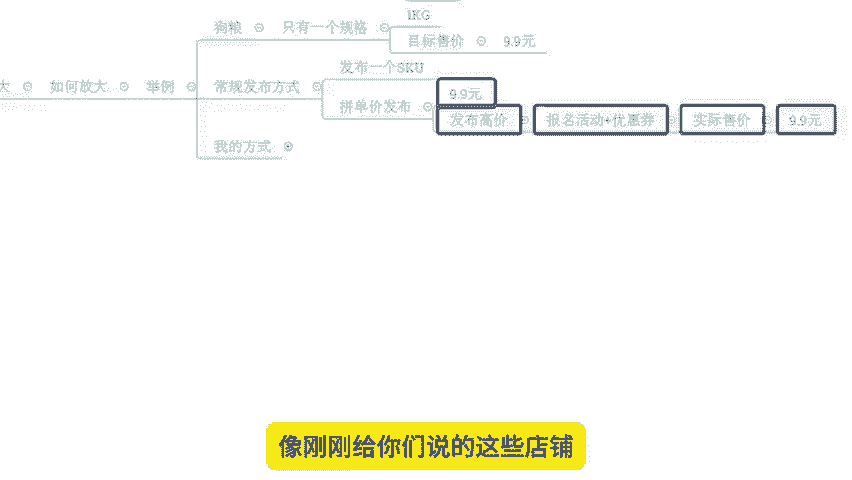 1KG
狗粮 只有一个规格
目标售价 9.9元
发布一个SKU
大 如何放大 举例 常规发布方式
9.9元
拼单价发布
发布高价 报名活动+优惠券 实际售价 9.9元
我的方式
像刚刚给你们说的这些店铺